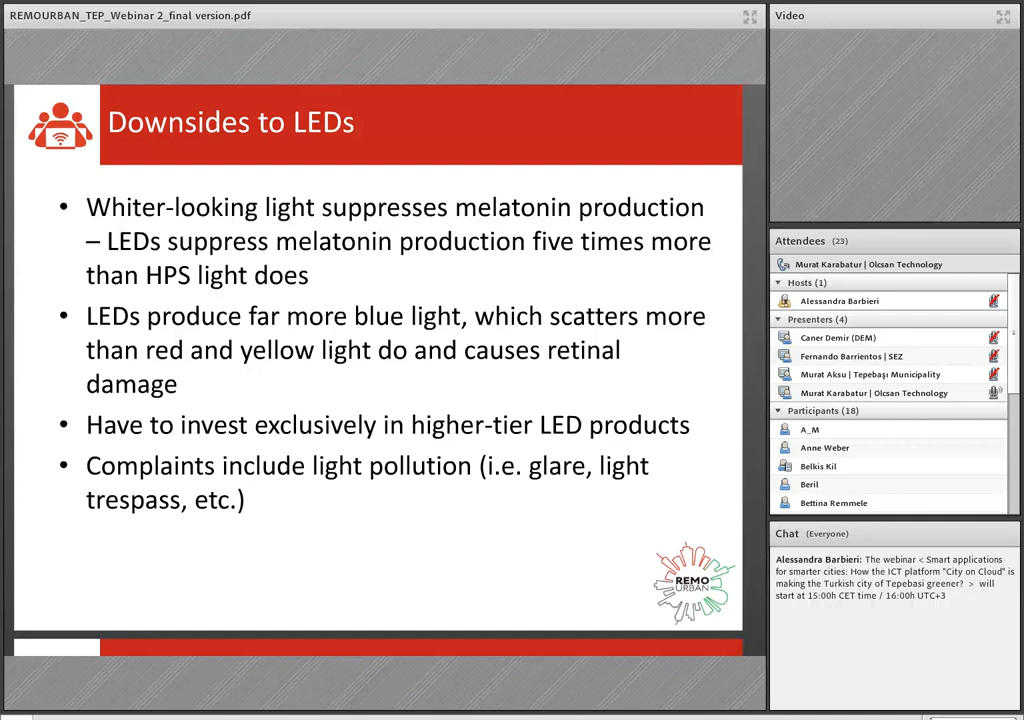 REMOURBAN_TEP_Webinar 2_final version.pdf
Downsides to LEDs
• Whiter-looking light suppresses melatonin production
– LEDs suppress melatonin production five times more
than HPS light does
• LEDs produce far more blue light, which scatters more
than red and yellow light do and causes retinal
damage
• Have to invest exclusively in higher-tier LED products
• Complaints include light pollution (i.e. glare, light
trespass, etc.)
REMO
URBAN
Video
Attendees (23)
Murat Karabatur | Olcsan Technology
Hosts (1)
Alessandra Barbieri
Presenters (4)
Caner Demir (DEM)
Fernando Barrientos | SEZ
Murat Aksu | Tepebaşı Municipality
Murat Karabatur | Olcsan Technology
Participants (18)
A_M
Anne Weber
Belkis Kil
Beril
Bettina Remmele
Chat (Everyone)
Alessandra Barbieri: The webinar < Smart applications
for smarter cities: How the ICT platform "City on Cloud" is
making the Turkish city of Tepebasi greener? > will
start at 15:00h CET time / 16:00h UTC+3